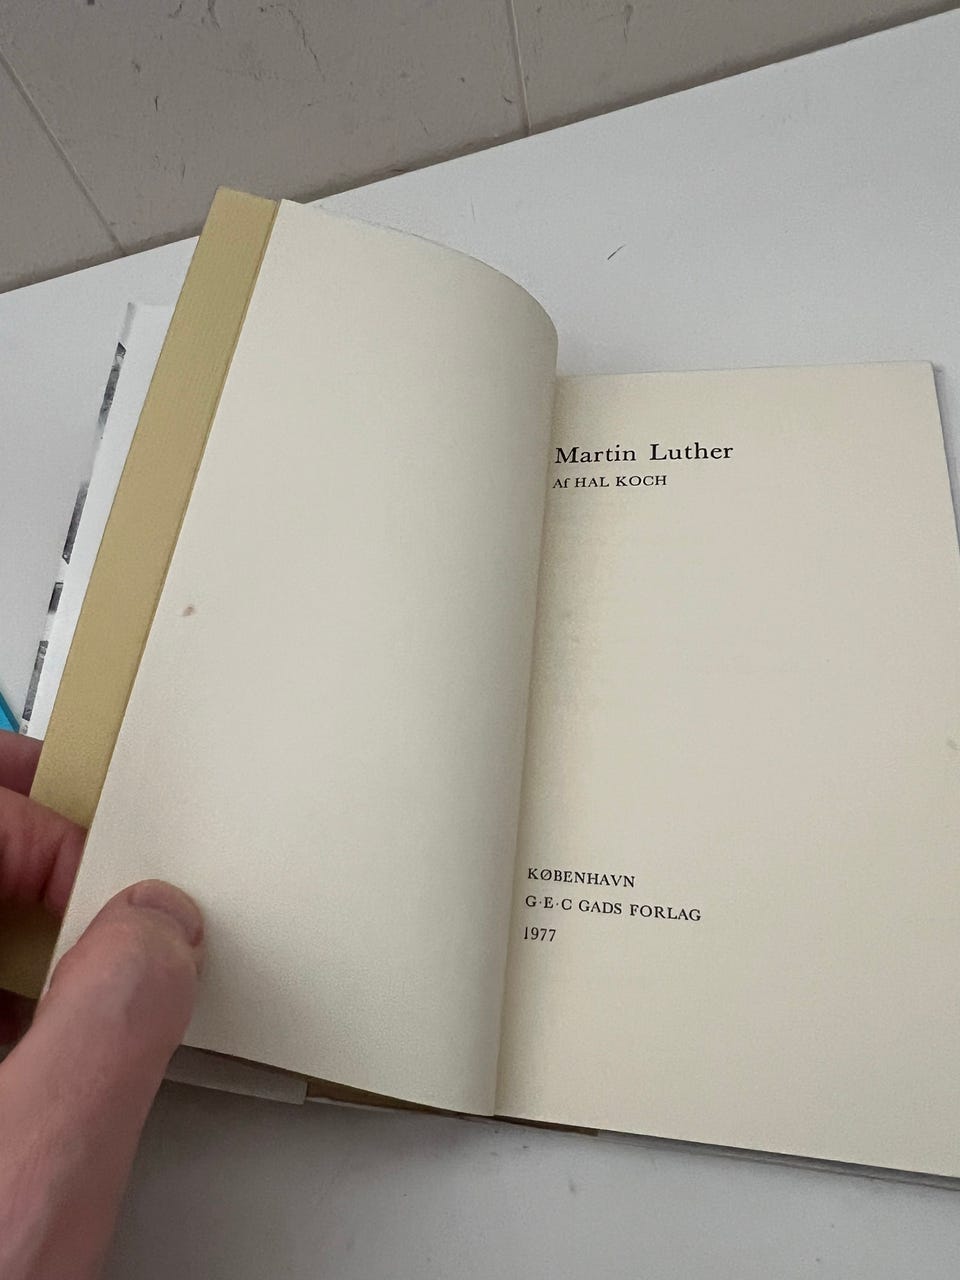 Martin Luther
Af HAL KOCH
KØBENHAVN
G·E·C GADS FORLAG
1977